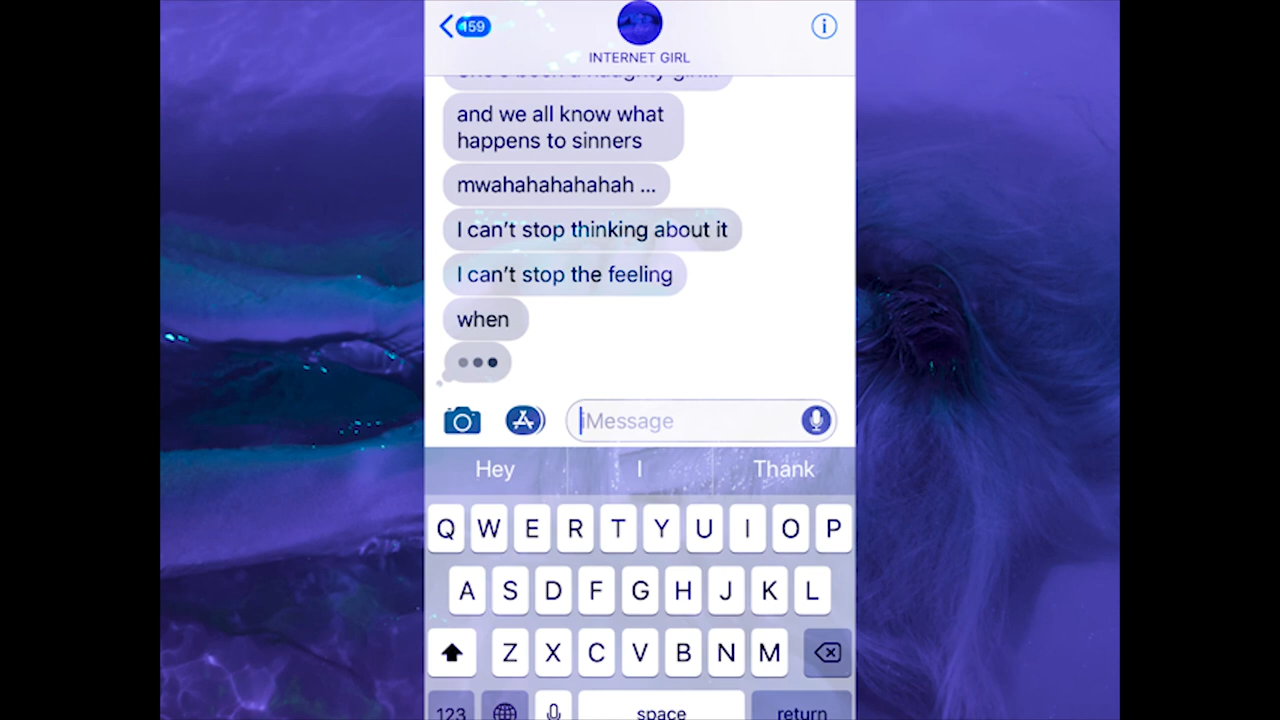 159
INTERNET GIRL
and we all know what
happens to sinners
mwahahahahahah ...
I can’t stop thinking about it
I can’t stop the feeling
when
iMessage
Hey I Thank
Q W E R T Y U I O P
A S D F G H J K L
Z X C V B N M
123 space return